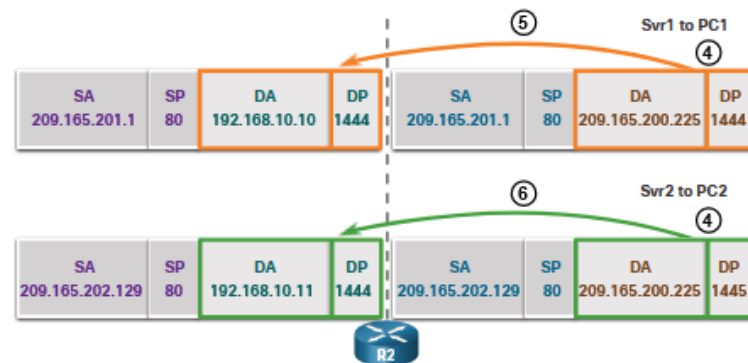 5
Svr1 to PC1
4
SA SP DA DP SA SP DA DP
209.165.201.1 80 192.168.10.10 1444 209.165.201.1 80 209.165.200.225 1444
6
Svr2 to PC2
4
SA SP DA DP SA SP DA DP
209.165.202.129 80 192.168.10.11 1444 209.165.202.129 80 209.165.200.225 1445
R2